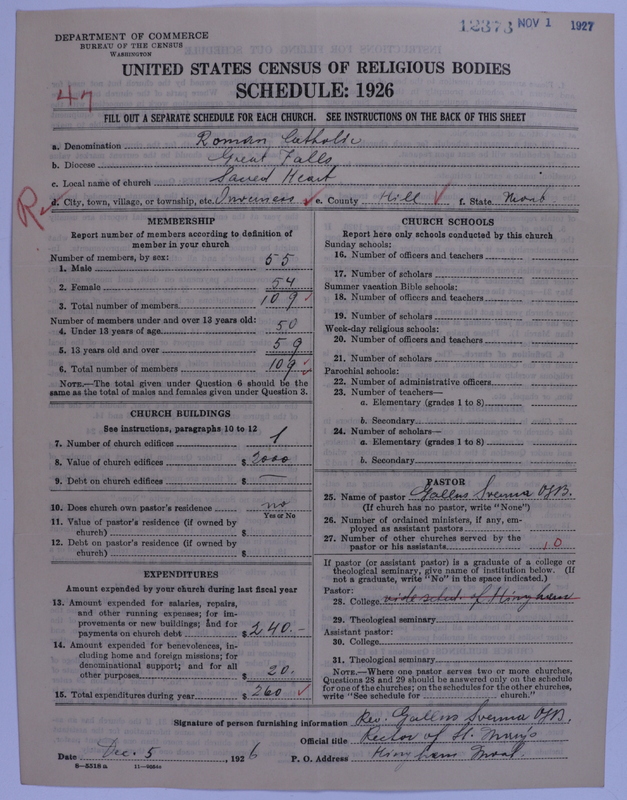 12373 NOV 1 1927
DEPARTMENT OF COMMERCE
BUREAU OF THE CENSUS
WASHINGTON
UNITED STATES CENSUS OF RELIGIOUS BODIES
SCHEDULE: 1926
47
FILL OUT A SEPARATE SCHEDULE FOR EACH CHURCH. SEE INSTRUCTIONS ON THE BACK OF THIS SHEET
a. Denomination Roman Catholic
b. Diocese Great Falls
c. Local name of church Sacred Heart
R
d. City, town, village, or township, etc. Inverness e. County Hill f. State Mont
MEMBERSHIP
Report number of members according to definition of
member in your church
Number of members, by sex:
1. Male 55
2. Female 54
3. Total number of members 109
Number of members under and over 13 years old:
4. Under 13 years of age 50
5. 13 years old and over 59
6. Total number of members 109
NOTE.—The total given under Question 6 should be the
same as the total of males and females given under Question 3.
CHURCH BUILDINGS
See instructions, paragraphs 10 to 12
7. Number of church edifices 1
8. Value of church edifices $ 2000
9. Debt on church edifices $ —
10. Does church own pastor's residence no
Yes or No
11. Value of pastor's residence (if owned by
church) $
12. Debt on pastor's residence (if owned by
church) $
EXPENDITURES
Amount expended by your church during last fiscal year
13. Amount expended for salaries, repairs,
and other running expenses; for im-
provements or new buildings; and for
payments on church debt $ 240.-
14. Amount expended for benevolences, in-
cluding home and foreign missions; for
denominational support; and for all
other purposes $ 20.
15. Total expenditures during year $ 260
CHURCH SCHOOLS
Report here only schools conducted by this church
Sunday schools:
16. Number of officers and teachers
17. Number of scholars
Summer vacation Bible schools:
18. Number of officers and teachers
19. Number of scholars
Week-day religious schools:
20. Number of officers and teachers
21. Number of scholars
Parochial schools:
22. Number of administrative officers
23. Number of teachers—
a. Elementary (grades 1 to 8)
b. Secondary
24. Number of scholars—
a. Elementary (grades 1 to 8)
b. Secondary
PASTOR
25. Name of pastor Gallus OSB.
(If church has no pastor, write "None")
26. Number of ordained ministers, if any, em-
ployed as assistant pastors
27. Number of other churches served by the
pastor or his assistants 10
If pastor (or assistant pastor) is a graduate of a college or
theological seminary, give name of institution below. (If
not a graduate, write "No" in the space indicated.)
Pastor:
28. College vide sched. of Hingham
29. Theological seminary
Assistant pastor:
30. College
31. Theological seminary
NOTE.—Where one pastor serves two or more churches,
Questions 28 and 29 should be answered only on the schedule
for one of the churches; on the schedules for the other churches,
write "See schedule for church."
Signature of person furnishing information Rev. Gallus OSB.
Official title Rector of St. Mary's
Date Dec. 5, 1926 P. O. Address Hingham Mont.
8—5518a